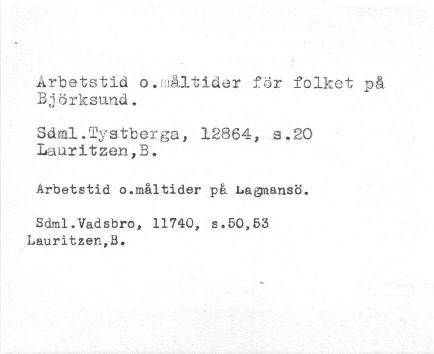 Arbetstid o.måltider för folket på
Björksund.
Sdml.Tystberga, 12864, s.20
Lauritzen,B.
Arbetstid o.måltider på Lagmansö.
Sdml.Vadsbro, 11740, s.50,53
Lauritzen,B.